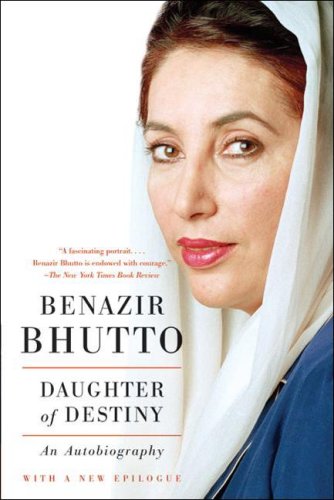 "A fascinating portrait. . . .
Benazir Bhutto is endowed with courage."
—The New York Times Book Review
BENAZIR
BHUTTO
DAUGHTER
of DESTINY
An Autobiography
WITH A NEW EPILOGUE